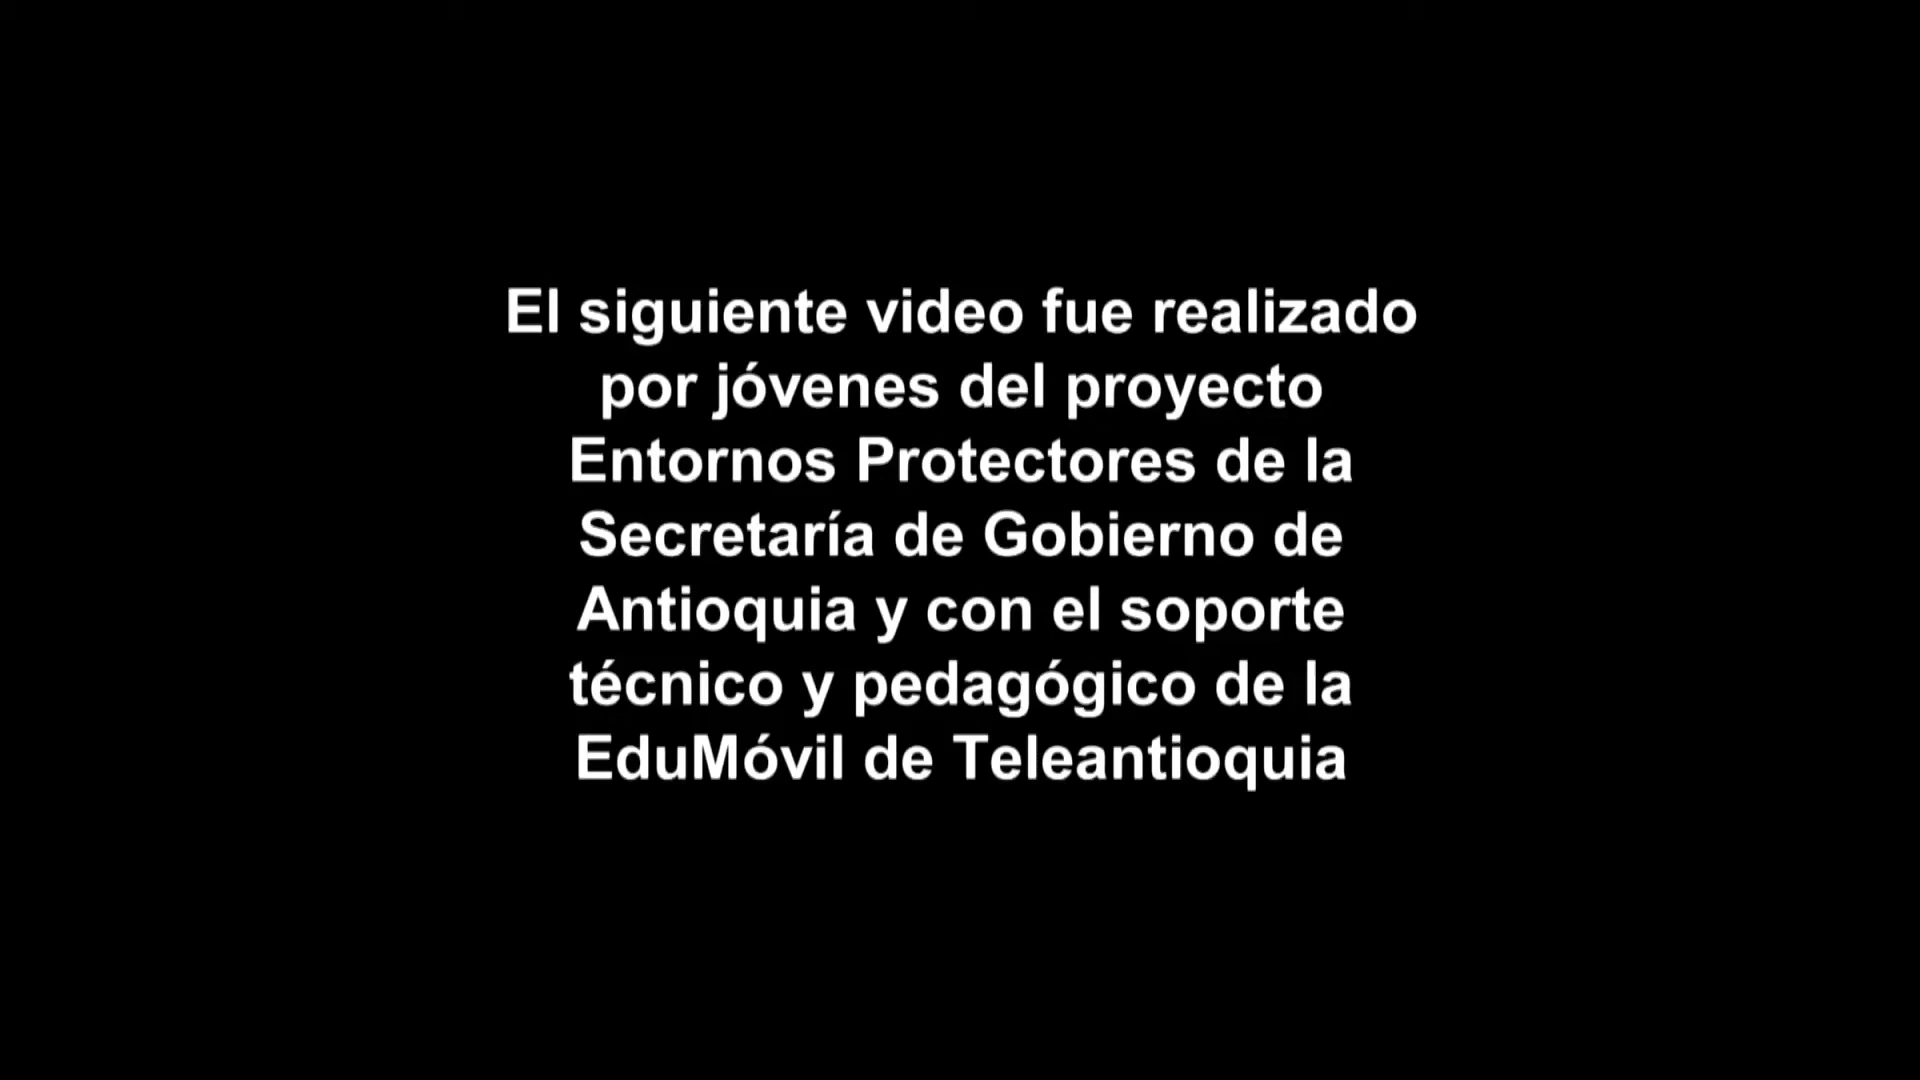 El siguiente video fue realizado
por jóvenes del proyecto
Entornos Protectores de la
Secretaría de Gobierno de
Antioquia y con el soporte
técnico y pedagógico de la
EduMóvil de Teleantioquia